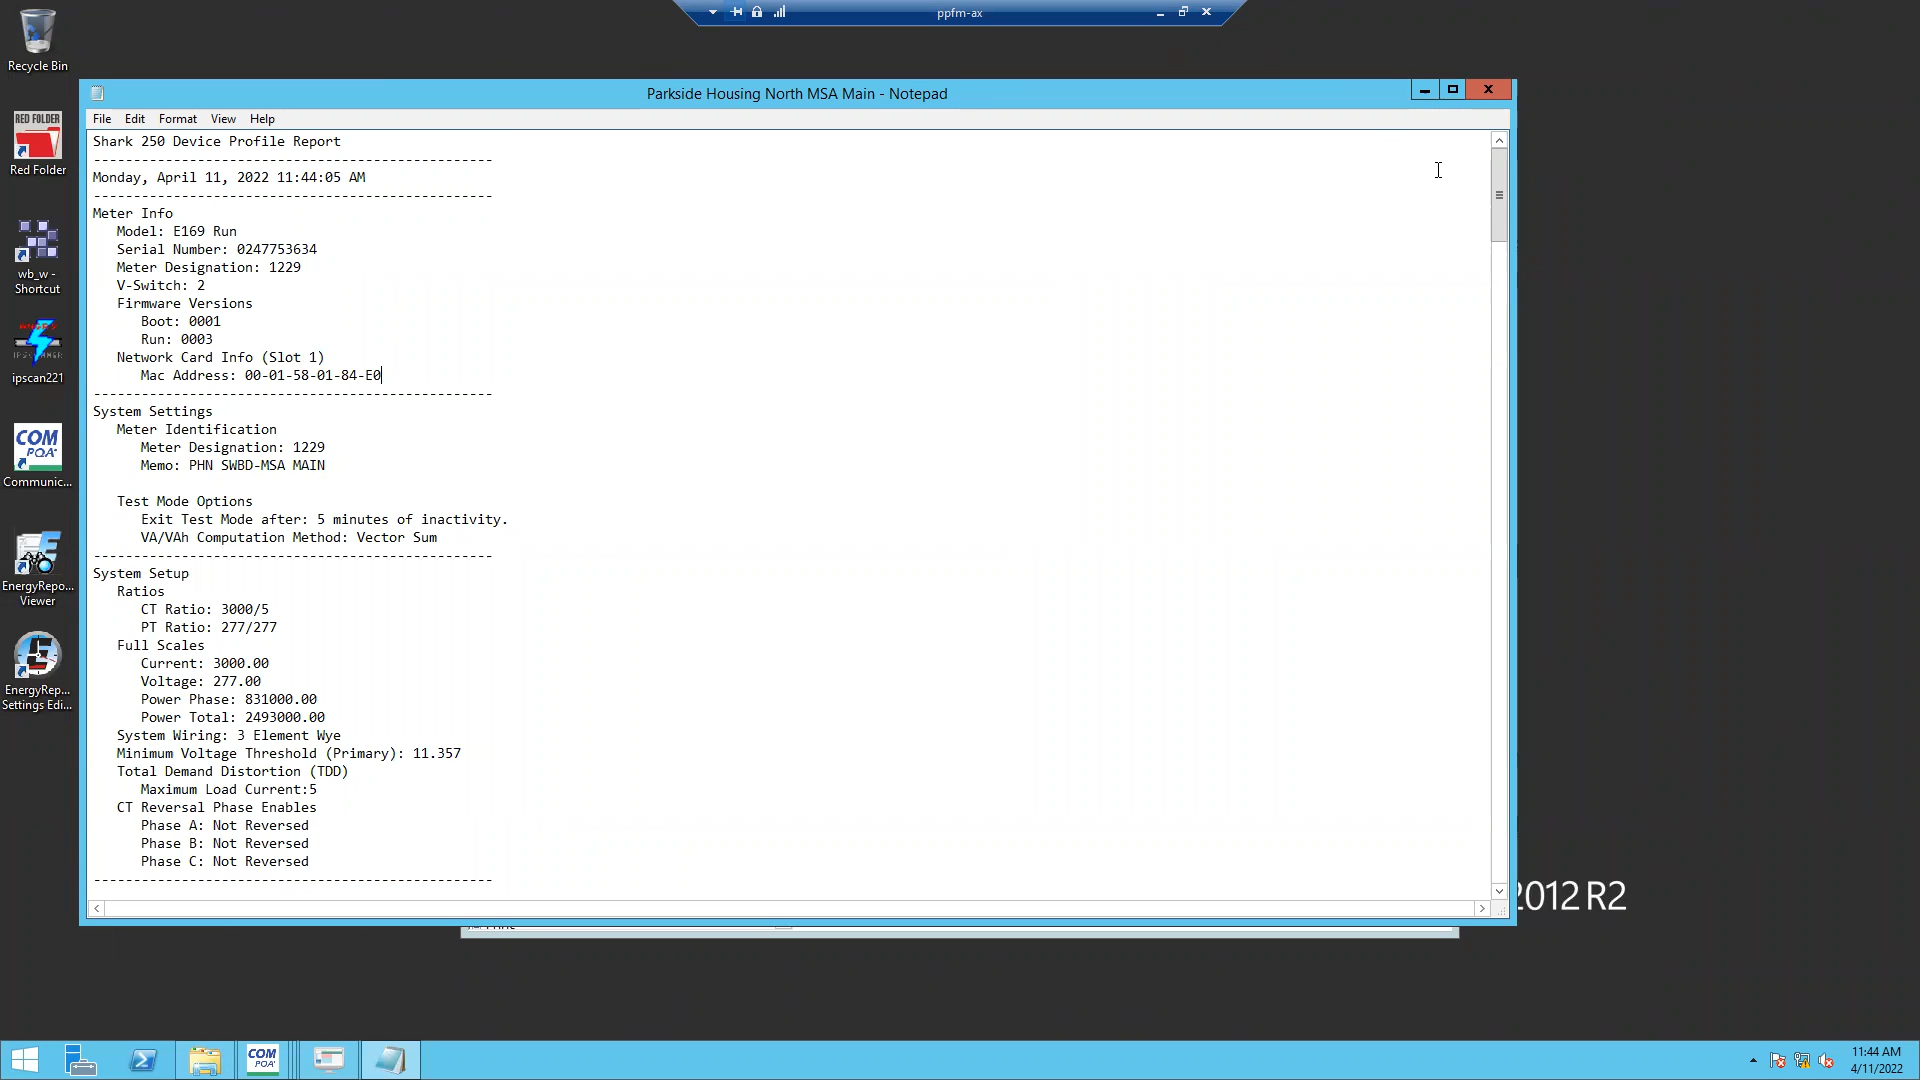 ppfm-ax
Recycle Bin
RED FOLDER
Red Folder
wb_w -
Shortcut
ipscan221
COM
PQA
Communic...
EnergyRepo...
Viewer
EnergyRep...
Settings Edi...
Parkside Housing North MSA Main - Notepad
File Edit Format View Help
Shark 250 Device Profile Report
--------------------------------------------------
Monday, April 11, 2022 11:44:05 AM
--------------------------------------------------
Meter Info
Model: E169 Run
Serial Number: 0247753634
Meter Designation: 1229
V-Switch: 2
Firmware Versions
Boot: 0001
Run: 0003
Network Card Info (Slot 1)
Mac Address: 00-01-58-01-84-E0
--------------------------------------------------
System Settings
Meter Identification
Meter Designation: 1229
Memo: PHN SWBD-MSA MAIN
Test Mode Options
Exit Test Mode after: 5 minutes of inactivity.
VA/VAh Computation Method: Vector Sum
--------------------------------------------------
System Setup
Ratios
CT Ratio: 3000/5
PT Ratio: 277/277
Full Scales
Current: 3000.00
Voltage: 277.00
Power Phase: 831000.00
Power Total: 2493000.00
System Wiring: 3 Element Wye
Minimum Voltage Threshold (Primary): 11.357
Total Demand Distortion (TDD)
Maximum Load Current:5
CT Reversal Phase Enables
Phase A: Not Reversed
Phase B: Not Reversed
Phase C: Not Reversed
--------------------------------------------------
2012 R2
COM
PQA
11:44 AM
4/11/2022